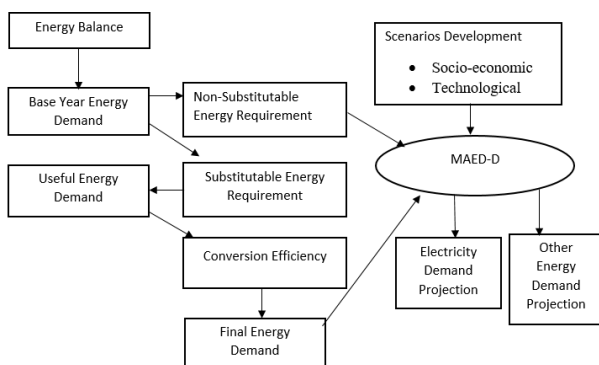 Energy Balance
Scenarios Development
• Socio-economic
• Technological
Base Year Energy
Demand
Non-Substitutable
Energy Requirement
MAED-D
Useful Energy
Demand
Substitutable Energy
Requirement
Conversion Efficiency
Electricity
Demand
Projection
Other
Energy
Demand
Projection
Final Energy
Demand